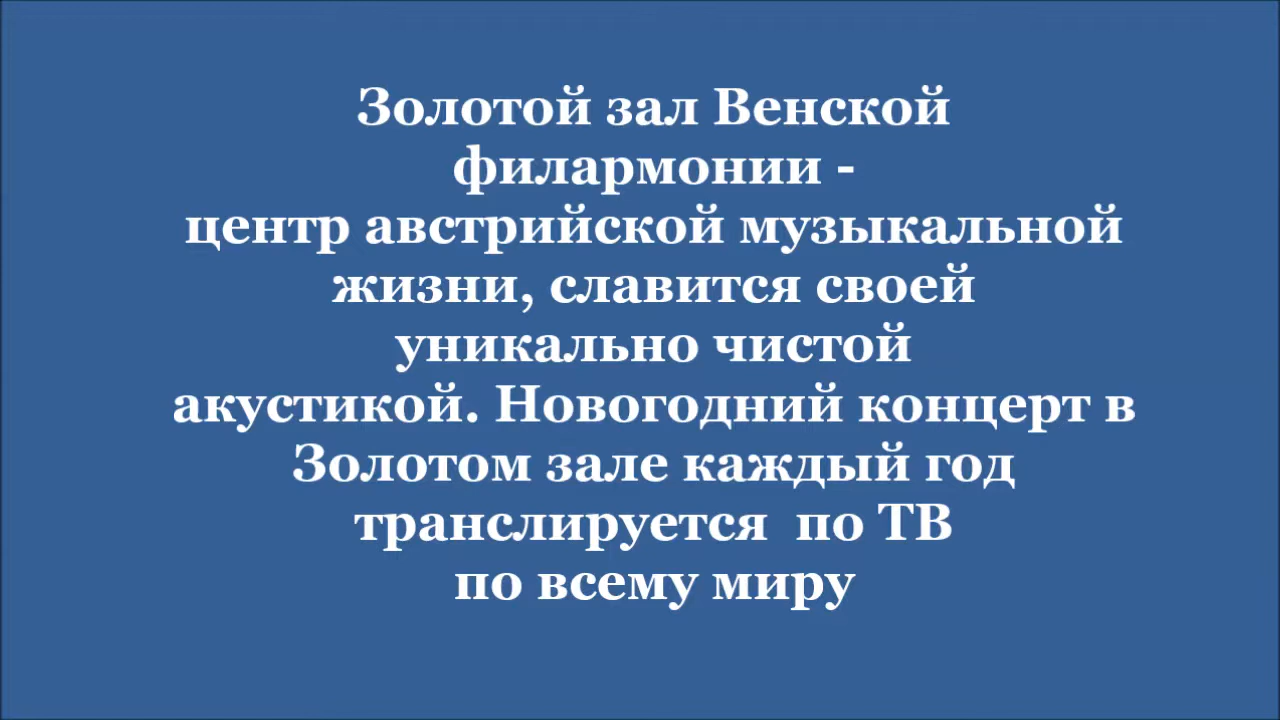 Золотой зал Венской
филармонии -
центр австрийской музыкальной
жизни, славится своей
уникально чистой
акустикой. Новогодний концерт в
Золотом зале каждый год
транслируется  по ТВ
по всему миру